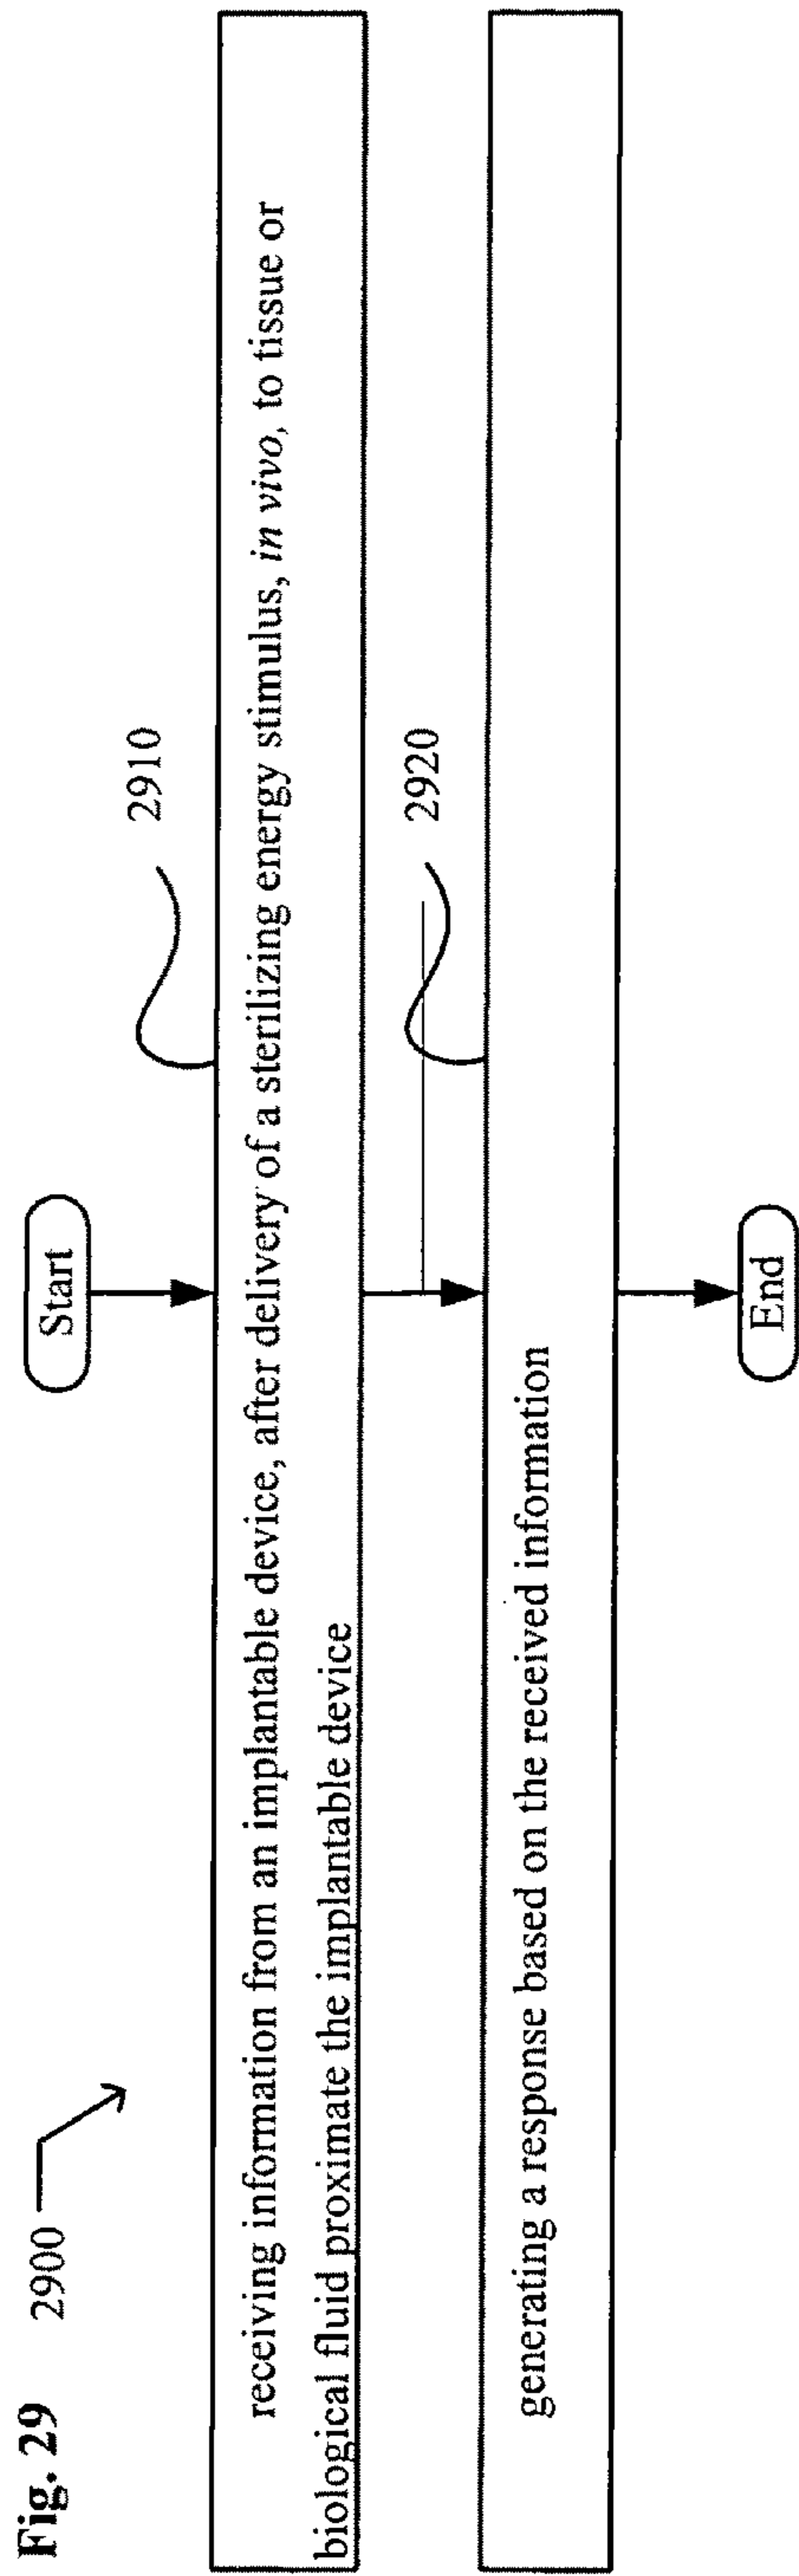 Fig. 29
2900
Start
2910
receiving information from an implantable device, after delivery of a sterilizing energy stimulus, in vivo, to tissue or
biological fluid proximate the implantable device
2920
generating a response based on the received information
End